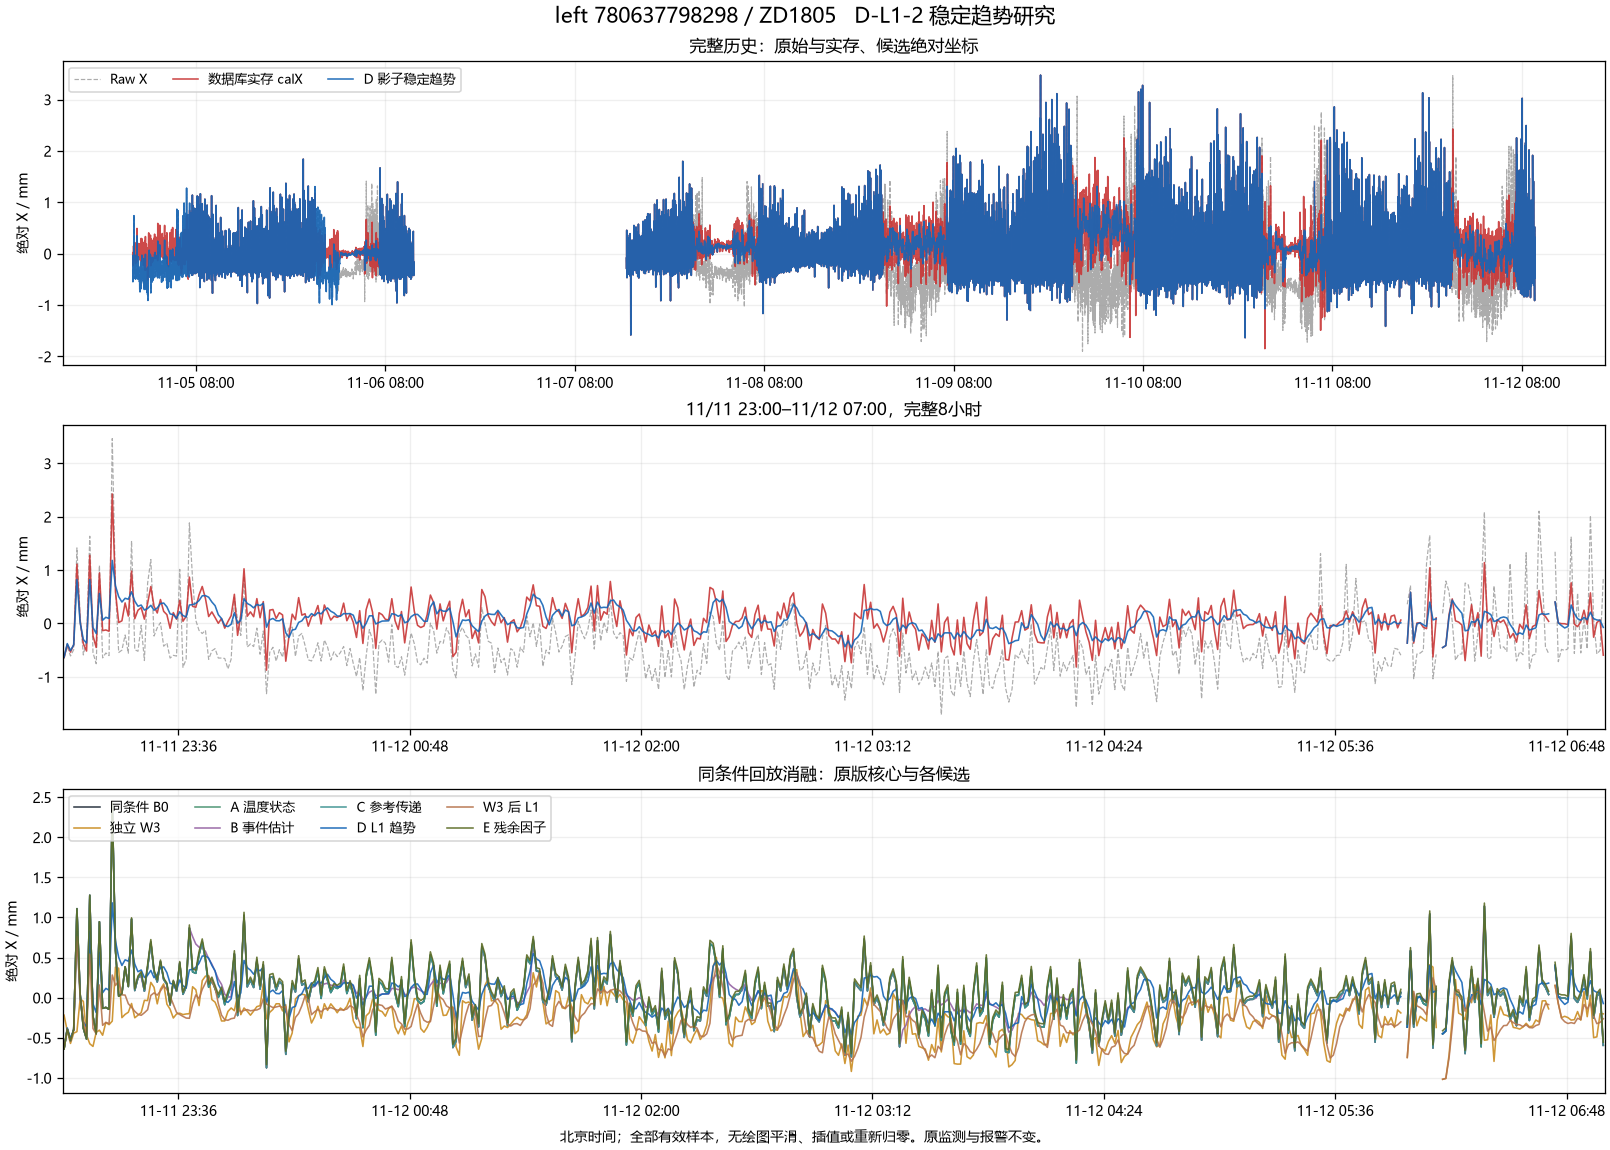 left 780637798298 / ZD1805   D-L1-2 稳定趋势研究
完整历史：原始与实存、候选绝对坐标
Raw X   数据库实存 calX   D 影子稳定趋势
绝对 X / mm
3
2
1
0
-1
-2
11-05 08:00   11-06 08:00   11-07 08:00   11-08 08:00   11-09 08:00   11-10 08:00   11-11 08:00   11-12 08:00
11/11 23:00–11/12 07:00，完整8小时
绝对 X / mm
3
2
1
0
-1
11-11 23:36   11-12 00:48   11-12 02:00   11-12 03:12   11-12 04:24   11-12 05:36   11-12 06:48
同条件回放消融：原版核心与各候选
同条件 B0   A 温度状态   C 参考传递   W3 后 L1
独立 W3   B 事件估计   D L1 趋势   E 残余因子
绝对 X / mm
2.5
2.0
1.5
1.0
0.5
0.0
-0.5
-1.0
11-11 23:36   11-12 00:48   11-12 02:00   11-12 03:12   11-12 04:24   11-12 05:36   11-12 06:48
北京时间；全部有效样本，无绘图平滑、插值或重新归零。原监测与报警不变。